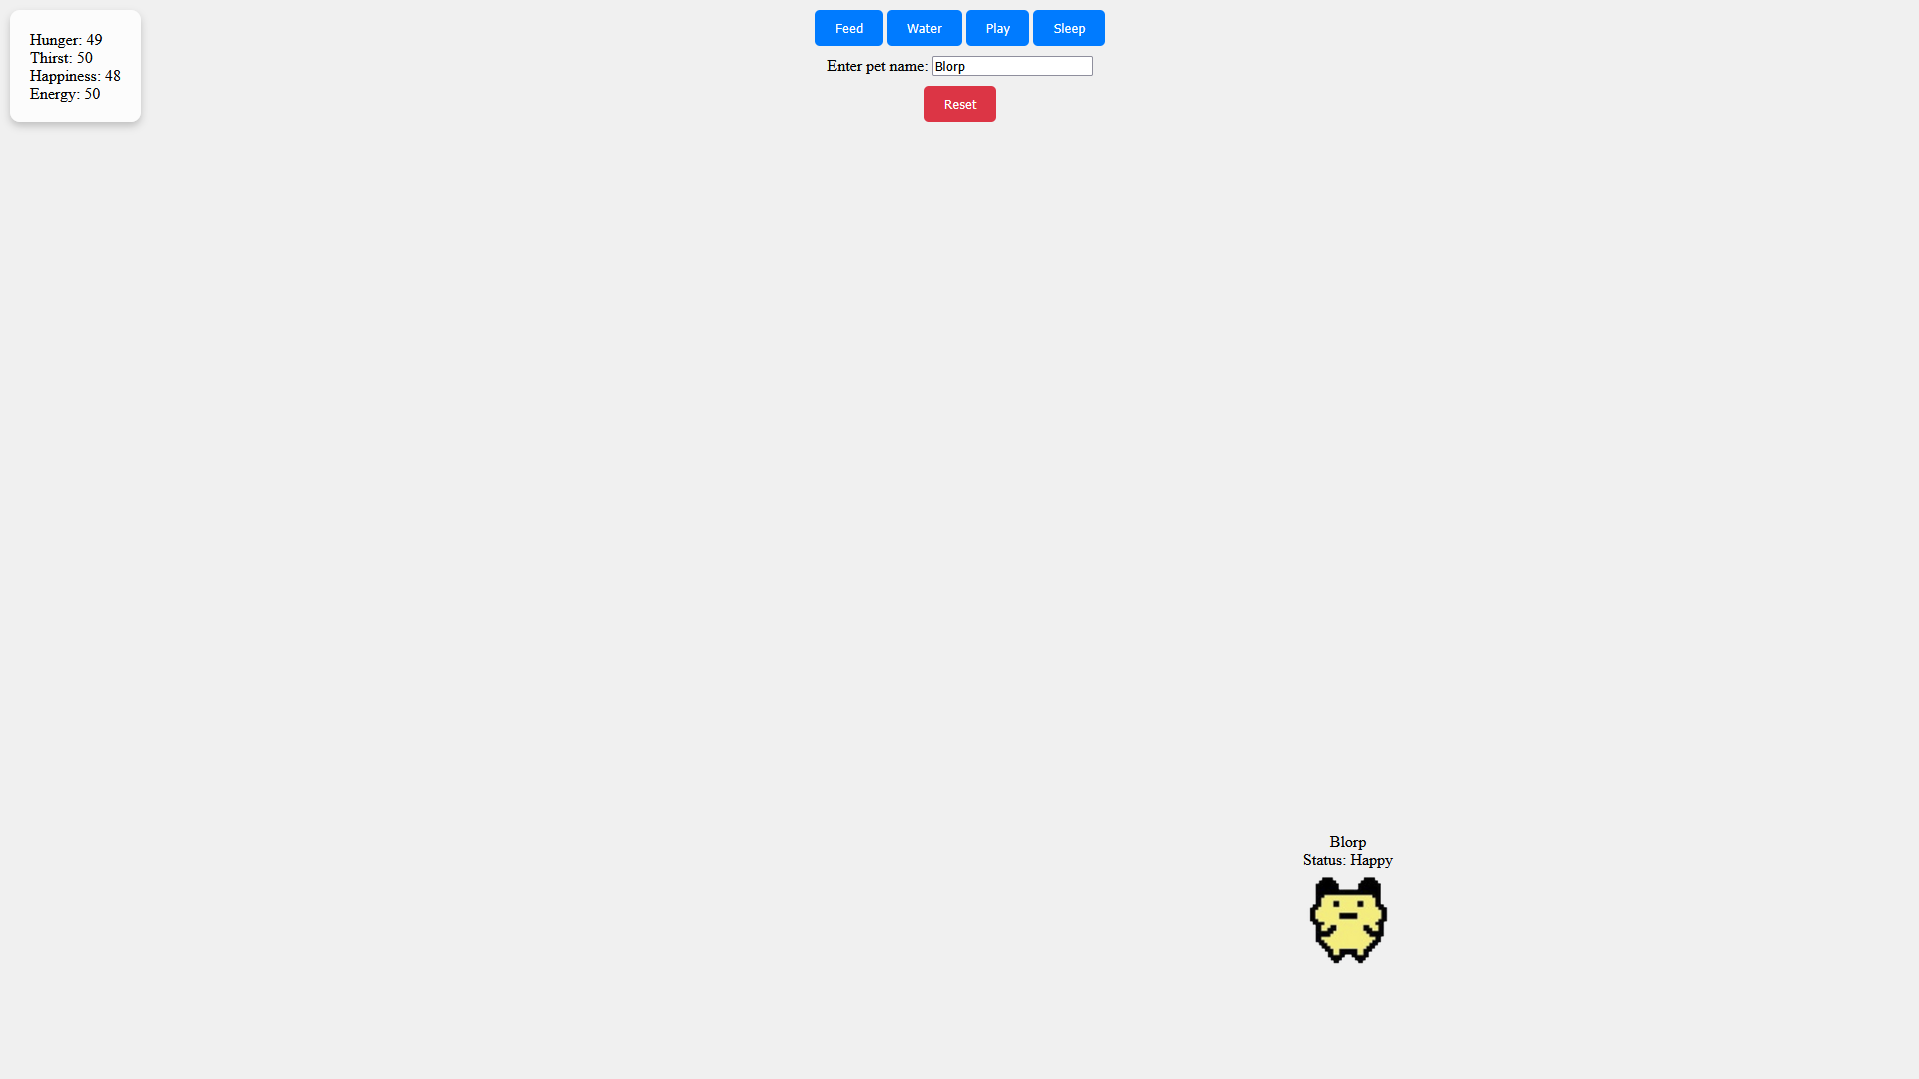 Hunger: 49
Thirst: 50
Happiness: 48
Energy: 50
Feed Water Play Sleep
Enter pet name: Blorp
Reset
Blorp
Status: Happy